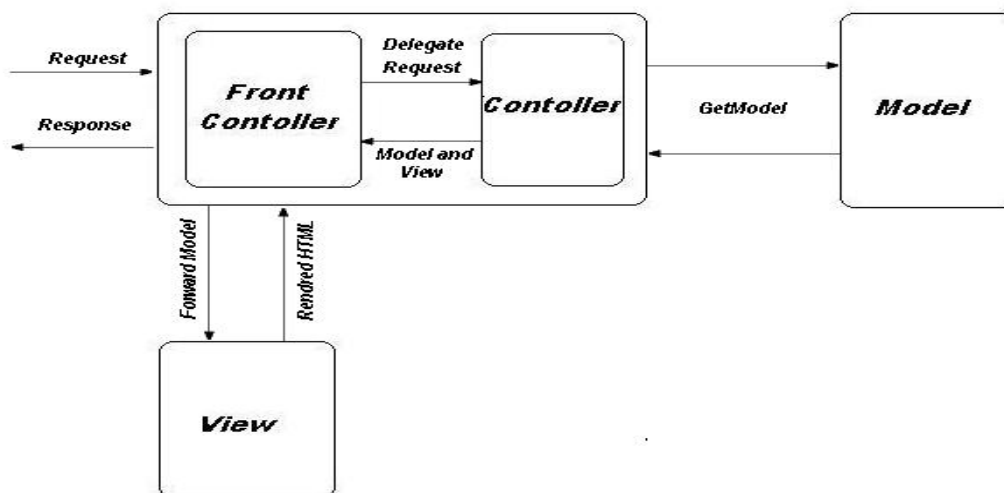 Request
Response
Front
Contoller
Delegate
Request
Model and
View
Contoller
GetModel
Model
Forward Model
Rendred HTML
View